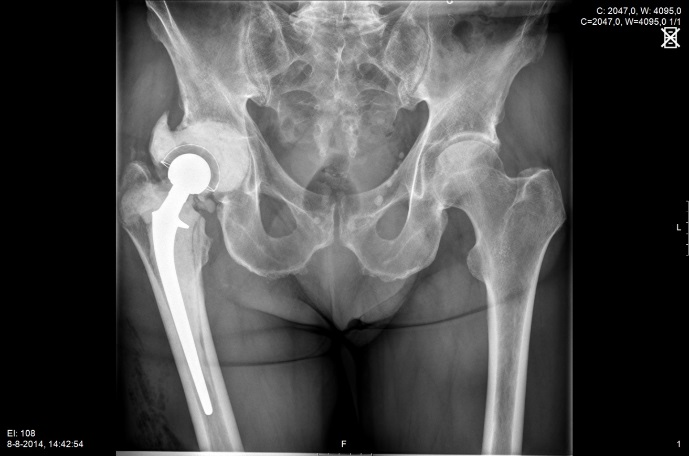 C: 2047,0, W: 4095,0
C=2047,0, W=4095,0 1/1
L
EI: 108
8-8-2014, 14:42:54
F
1